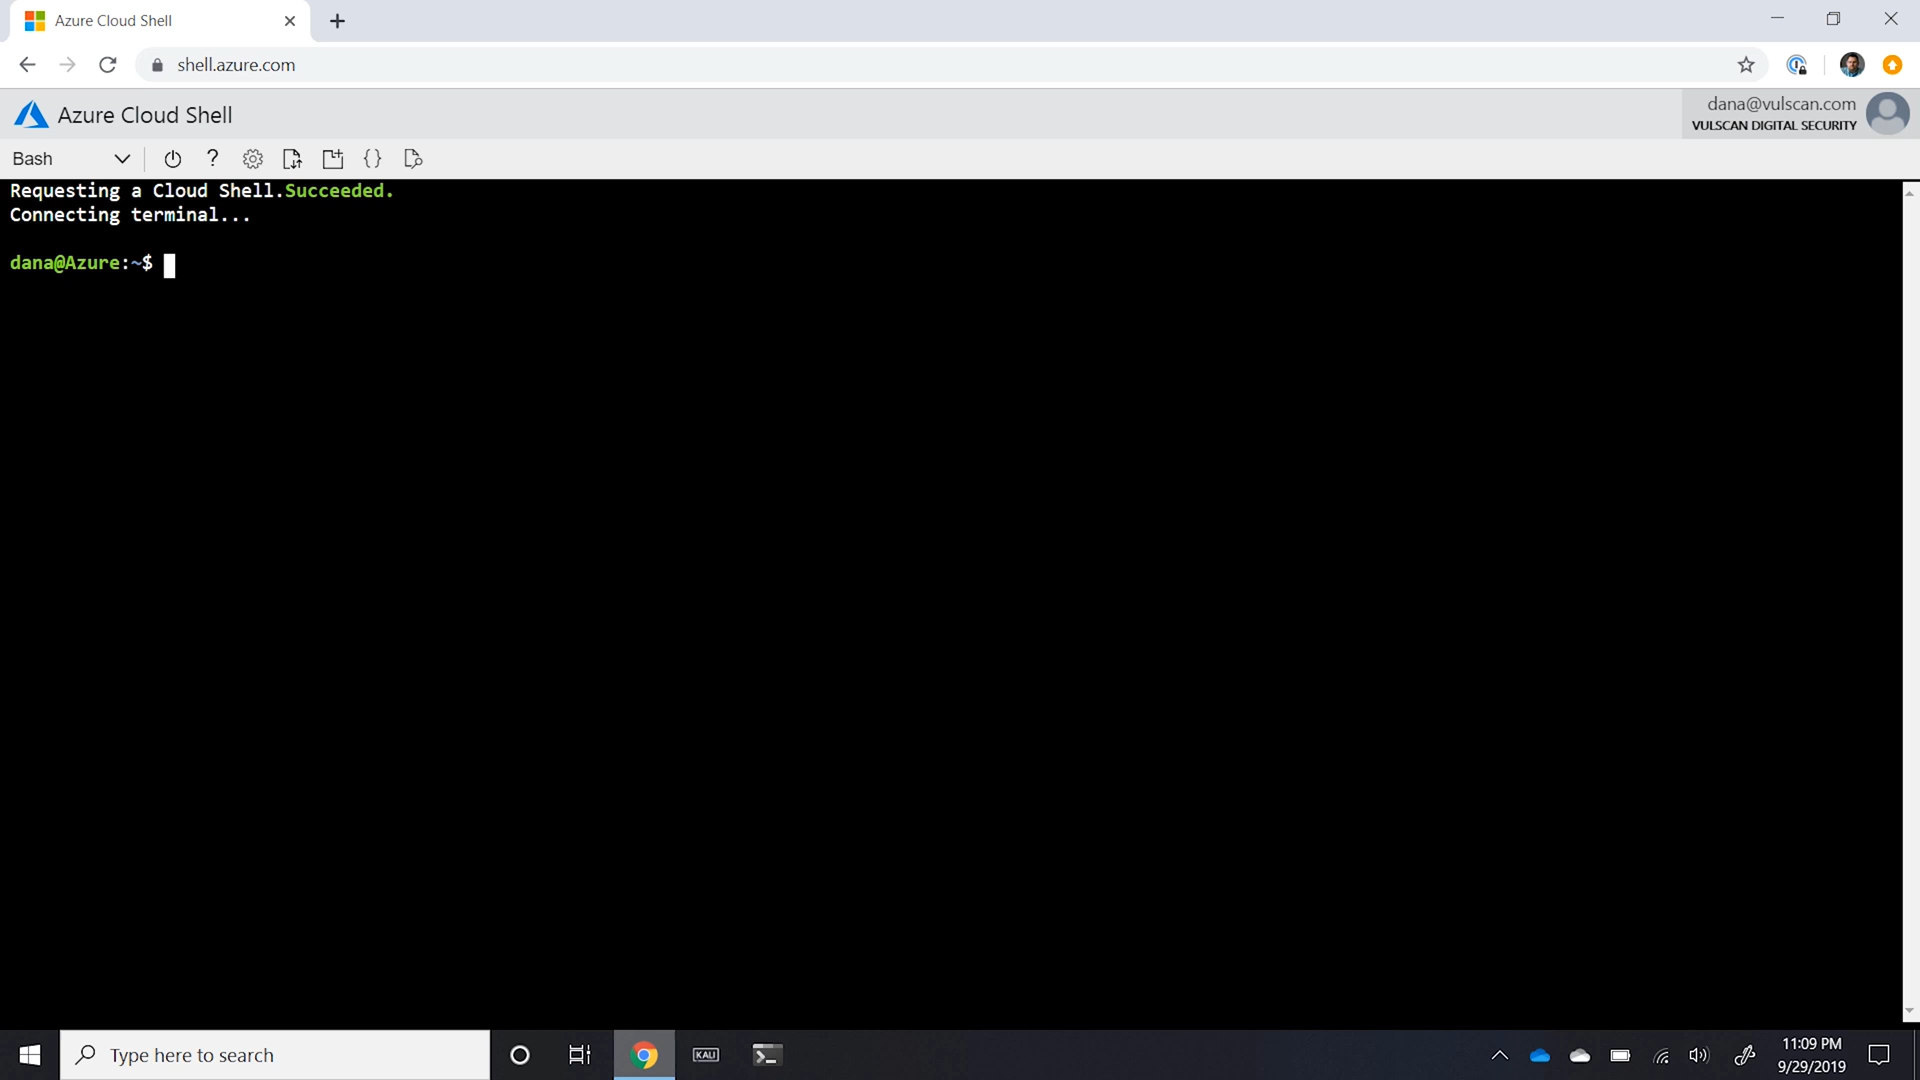 Azure Cloud Shell
shell.azure.com
Azure Cloud Shell
dana@vulscan.com
VULSCAN DIGITAL SECURITY
Bash
?
{}
Requesting a Cloud Shell.Succeeded.
Connecting terminal...
dana@Azure:~$
Type here to search
KALI
11:09 PM
9/29/2019